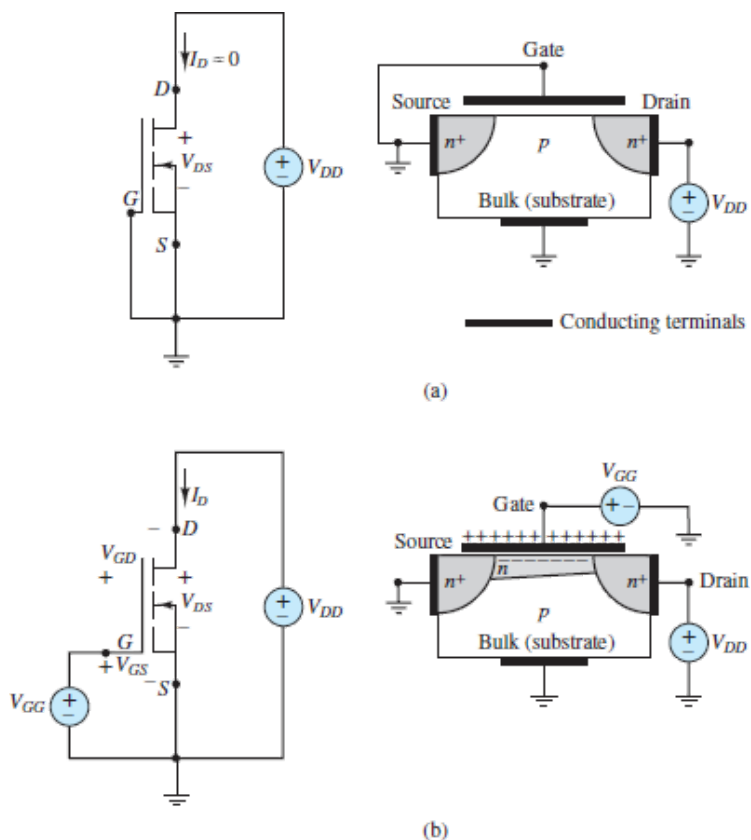 I_D = 0
D
+
V_DS
−
G
S
+
−
V_DD
Gate
Source
Drain
n+
p
n+
Bulk (substrate)
+
−
V_DD
Conducting terminals
(a)
I_D
− D
V_GD
+
+
V_DS
−
G
+ V_GS
− S
V_GG
+
−
+
−
V_DD
V_GG
Gate
+ −
Source
+++++++++++++
n+
n
n+
Drain
p
Bulk (substrate)
+
−
V_DD
(b)